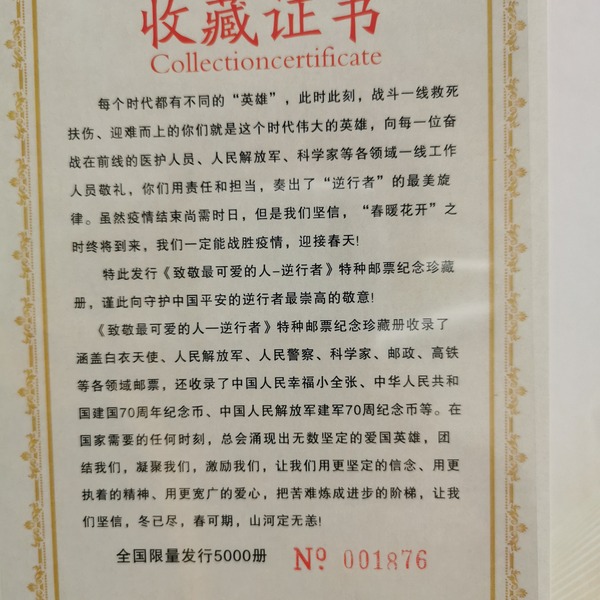 收藏证书
Collectioncertificate
每个时代都有不同的“英雄”，此时此刻，战斗一线救死
扶伤、迎难而上的你们就是这个时代伟大的英雄，向每一位奋
战在前线的医护人员、人民解放军、科学家等各领域一线工作
人员敬礼，你们用责任和担当，奏出了“逆行者”的最美旋
律。虽然疫情结束尚需时日，但是我们坚信，“春暖花开”之
时终将到来，我们一定能战胜疫情，迎接春天!
特此发行《致敬最可爱的人-逆行者》特种邮票纪念珍藏
册，谨此向守护中国平安的逆行者最崇高的敬意!
《致敬最可爱的人—逆行者》特种邮票纪念珍藏册收录了
涵盖白衣天使、人民解放军、人民警察、科学家、邮政、高铁
等各领域邮票，还收录了中国人民幸福小全张、中华人民共和
国建国70周年纪念币、中国人民解放军建军70周纪念币等。在
国家需要的任何时刻，总会涌现出无数坚定的爱国英雄，团
结我们，凝聚我们，激励我们，让我们用更坚定的信念、用更
执着的精神、用更宽广的爱心，把苦难炼成进步的阶梯，让我
们坚信，冬已尽，春可期，山河定无恙!
全国限量发行5000册 №. 001876